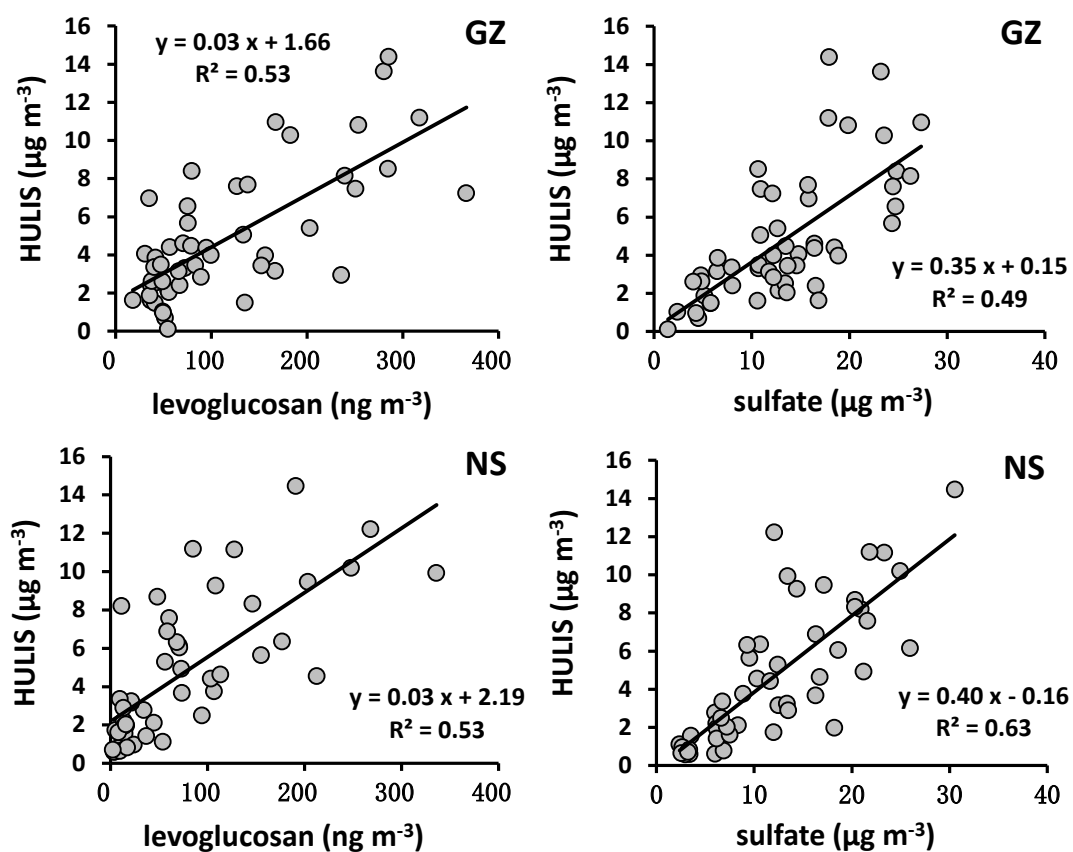 GZ
y = 0.03 x + 1.66
R² = 0.53
HULIS (µg m⁻³)
16
14
12
10
8
6
4
2
0
0 100 200 300 400
levoglucosan (ng m⁻³)
GZ
y = 0.35 x + 0.15
R² = 0.49
HULIS (µg m⁻³)
16
14
12
10
8
6
4
2
0
0 10 20 30 40
sulfate (µg m⁻³)
NS
y = 0.03 x + 2.19
R² = 0.53
HULIS (µg m⁻³)
16
14
12
10
8
6
4
2
0
0 100 200 300 400
levoglucosan (ng m⁻³)
NS
y = 0.40 x - 0.16
R² = 0.63
HULIS (µg m⁻³)
16
14
12
10
8
6
4
2
0
0 10 20 30 40
sulfate (µg m⁻³)